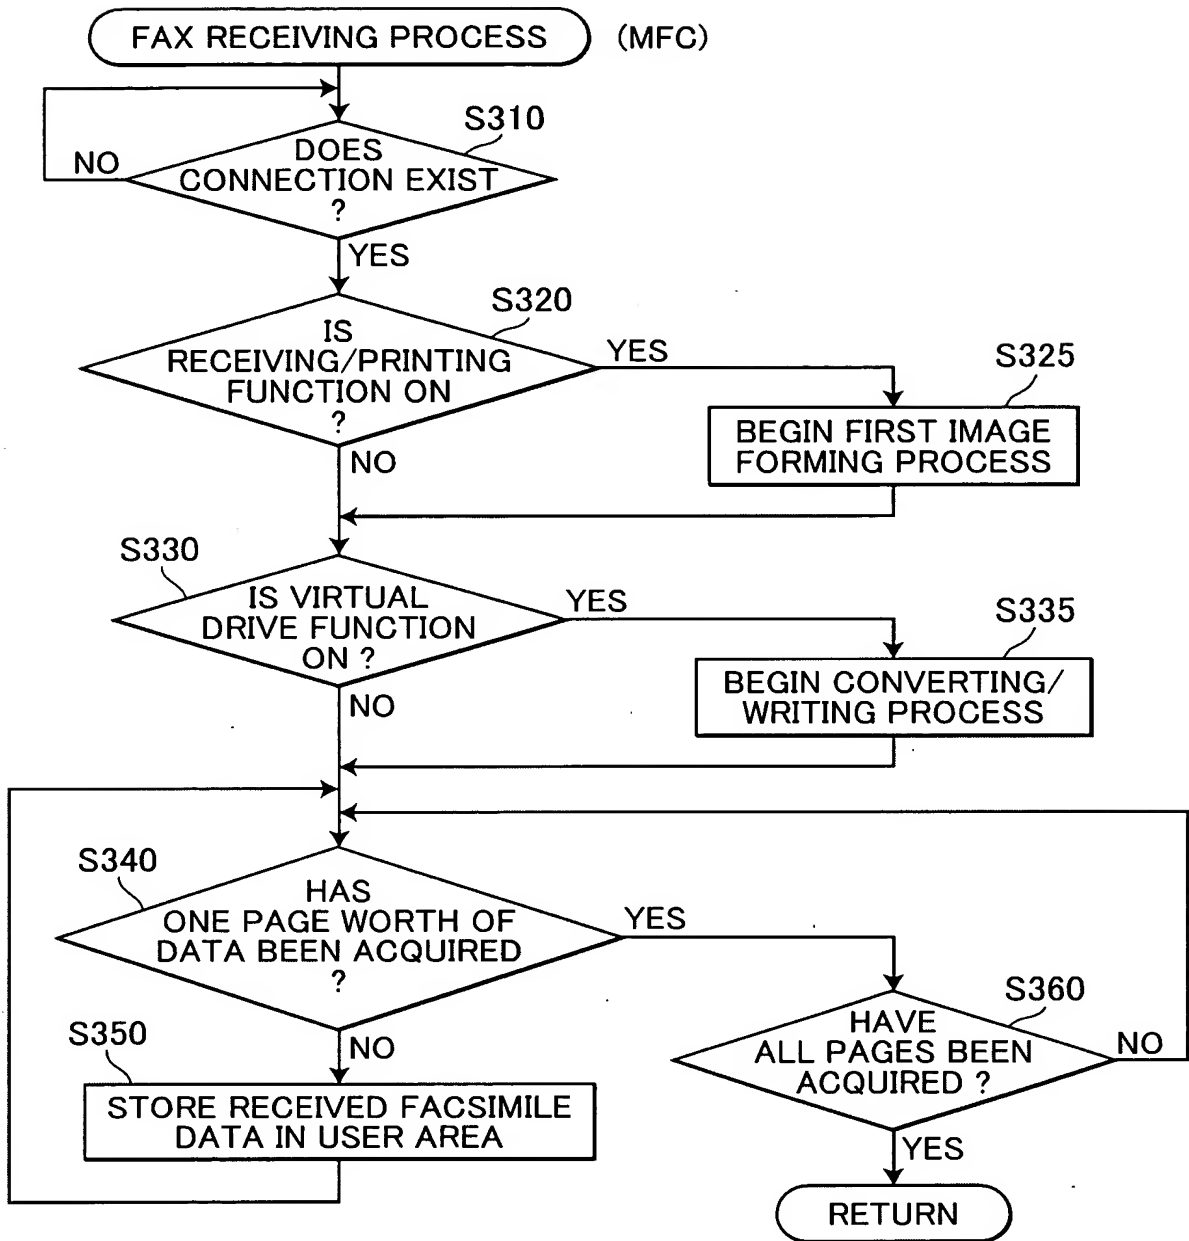 FAX RECEIVING PROCESS (MFC)
S310
DOES
CONNECTION EXIST
?
NO
YES
S320
IS
RECEIVING/PRINTING
FUNCTION ON
?
YES
NO
S325
BEGIN FIRST IMAGE
FORMING PROCESS
S330
IS VIRTUAL
DRIVE FUNCTION
ON ?
YES
NO
S335
BEGIN CONVERTING/
WRITING PROCESS
S340
HAS
ONE PAGE WORTH OF
DATA BEEN ACQUIRED
?
YES
NO
S350
STORE RECEIVED FACSIMILE
DATA IN USER AREA
S360
HAVE
ALL PAGES BEEN
ACQUIRED ?
NO
YES
RETURN